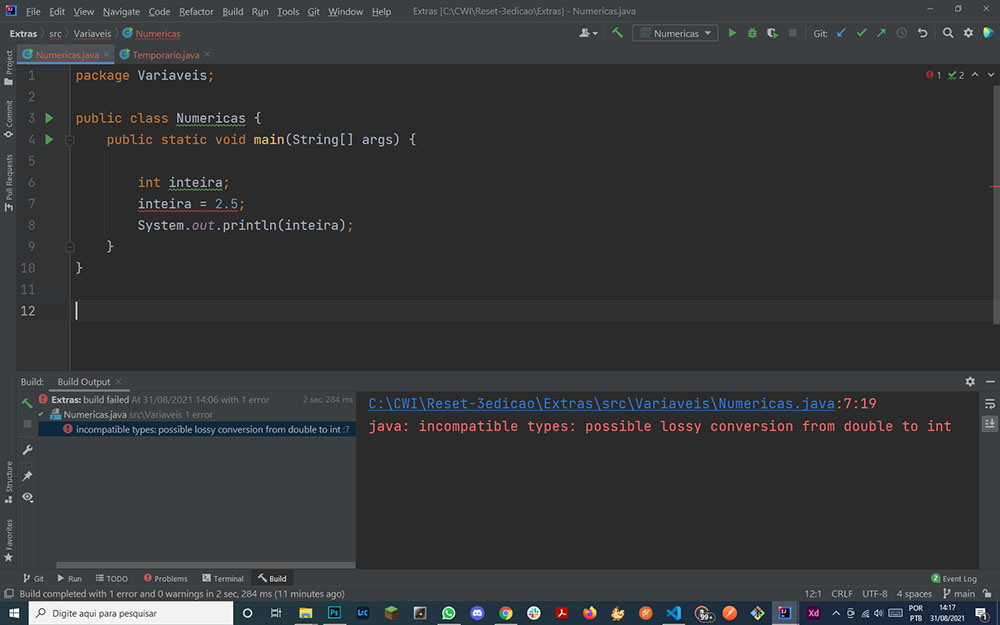 File Edit View Navigate Code Refactor Build Run Tools Git Window Help Extras [C:\CWI\Reset-3edicao\Extras] - Numericas.java
Extras src Variaveis Numericas Numericas Git:
Numericas.java Temporario.java
Project
Commit
Pull Requests
1 package Variaveis; 1 2
2
3 public class Numericas {
4 public static void main(String[] args) {
5
6 int inteira;
7 inteira = 2.5;
8 System.out.println(inteira);
9 }
10 }
11
12
Build: Build Output
Extras: build failed At 31/08/2021 14:06 with 1 error 2 sec, 284 ms
Numericas.java src\Variaveis 1 error
incompatible types: possible lossy conversion from double to int :7
C:\CWI\Reset-3edicao\Extras\src\Variaveis\Numericas.java:7:19
java: incompatible types: possible lossy conversion from double to int
Structure
Favorites
Git Run TODO Problems Terminal Build 2 Event Log
Build completed with 1 error and 0 warnings in 2 sec, 284 ms (11 minutes ago) 12:1 CRLF UTF-8 4 spaces main
Digite aqui para pesquisar Ps Lrc 99+ Xd POR 14:17
PTB 31/08/2021